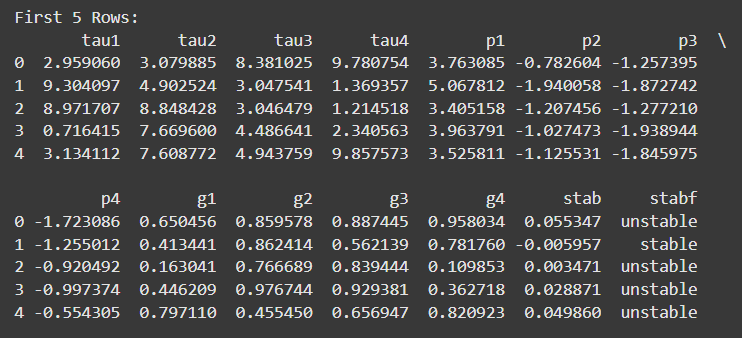 First 5 Rows:
       tau1      tau2      tau3      tau4        p1        p2        p3  \
0  2.959060  3.079885  8.381025  9.780754  3.763085 -0.782604 -1.257395
1  9.304097  4.902524  3.047541  1.369357  5.067812 -1.940058 -1.872742
2  8.971707  8.848428  3.046479  1.214518  3.405158 -1.207456 -1.277210
3  0.716415  7.669600  4.486641  2.340563  3.963791 -1.027473 -1.938944
4  3.134112  7.608772  4.943759  9.857573  3.525811 -1.125531 -1.845975

         p4        g1        g2        g3        g4      stab     stabf
0 -1.723086  0.650456  0.859578  0.887445  0.958034  0.055347  unstable
1 -1.255012  0.413441  0.862414  0.562139  0.781760 -0.005957    stable
2 -0.920492  0.163041  0.766689  0.839444  0.109853  0.003471  unstable
3 -0.997374  0.446209  0.976744  0.929381  0.362718  0.028871  unstable
4 -0.554305  0.797110  0.455450  0.656947  0.820923  0.049860  unstable